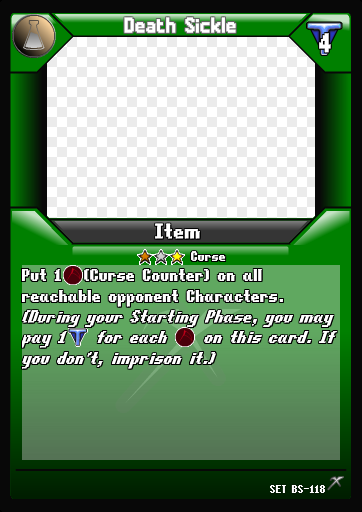 Death Sickle
4
Item
Curse
Put 1 (Curse Counter) on all
reachable opponent Characters.
(During your Starting Phase, you may
pay 1 for each on this card. If
you don't, imprison it.)
SET BS-118